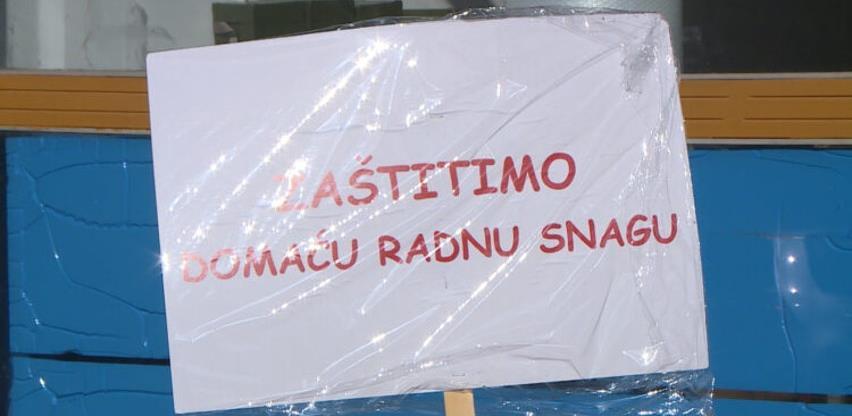 ZAŠTITIMO
DOMAĆU RADNU SNAGU